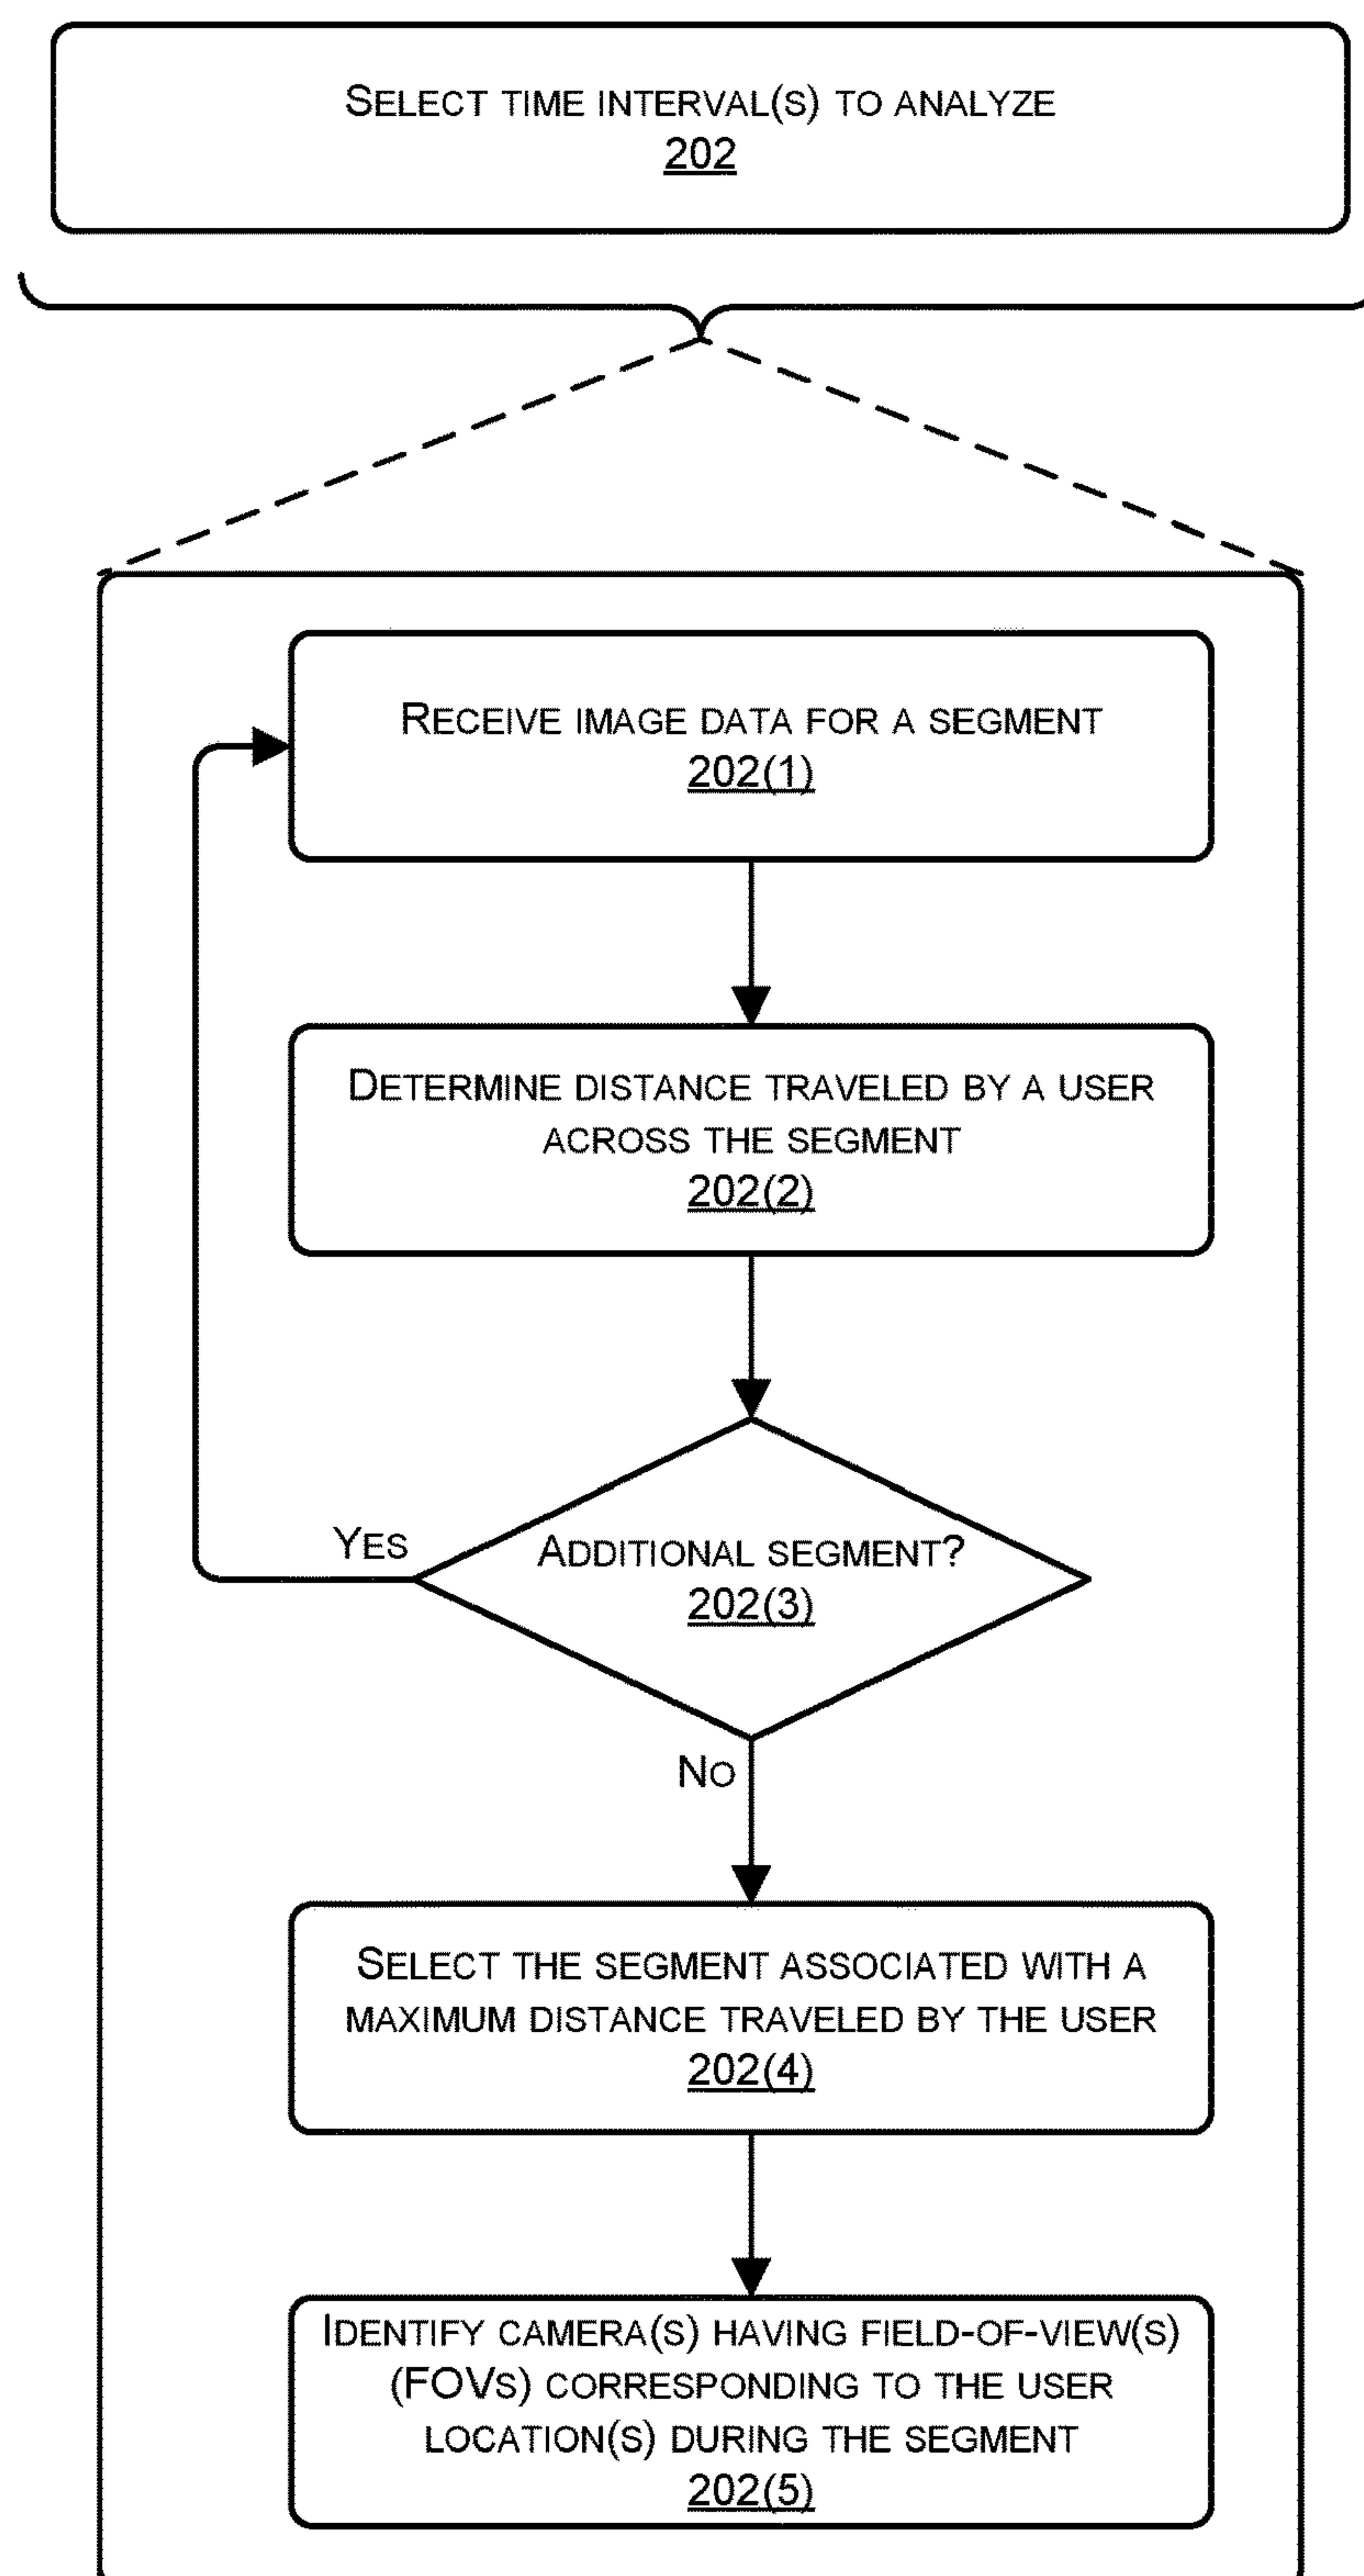 SELECT TIME INTERVAL(S) TO ANALYZE
202
RECEIVE IMAGE DATA FOR A SEGMENT
202(1)
DETERMINE DISTANCE TRAVELED BY A USER
ACROSS THE SEGMENT
202(2)
YES
ADDITIONAL SEGMENT?
202(3)
NO
SELECT THE SEGMENT ASSOCIATED WITH A
MAXIMUM DISTANCE TRAVELED BY THE USER
202(4)
IDENTIFY CAMERA(S) HAVING FIELD-OF-VIEW(S)
(FOVS) CORRESPONDING TO THE USER
LOCATION(S) DURING THE SEGMENT
202(5)